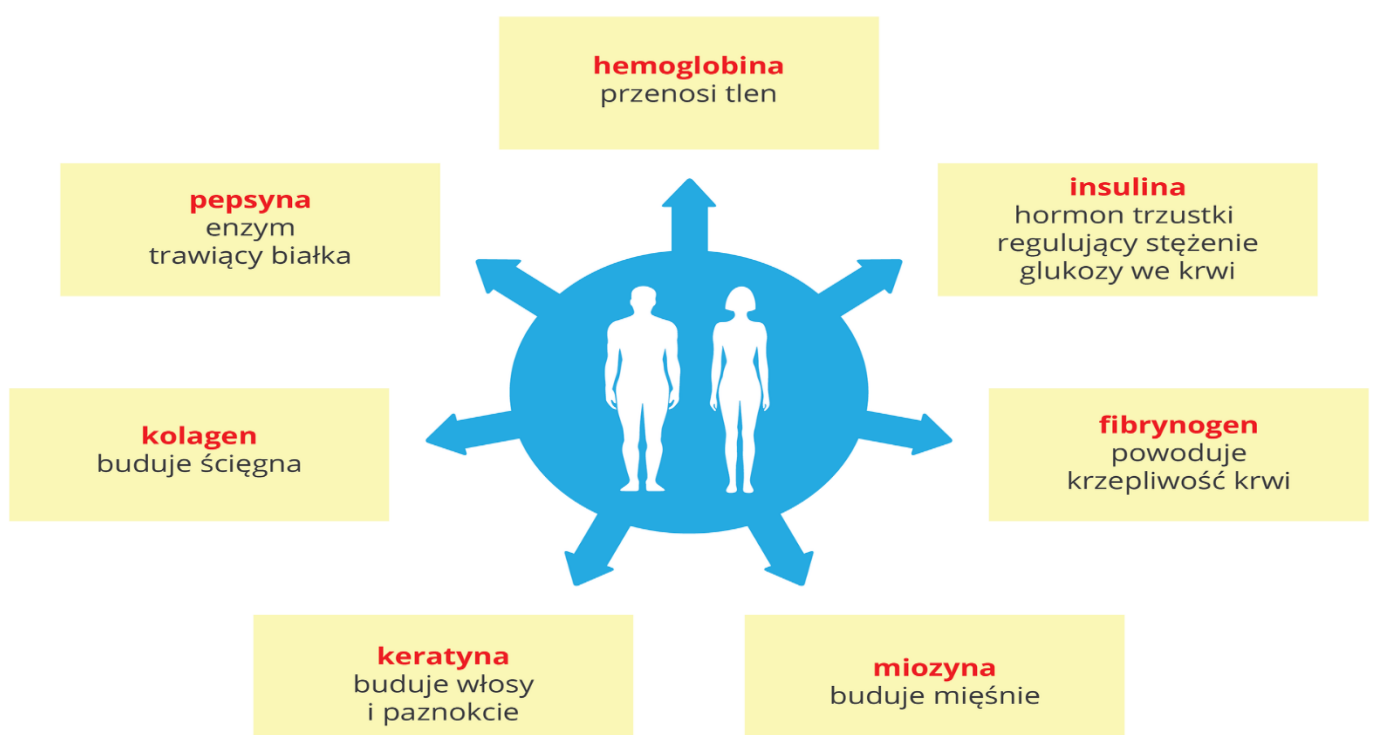 hemoglobina
przenosi tlen
pepsyna
enzym
trawiący białka
insulina
hormon trzustki
regulujący stężenie
glukozy we krwi
kolagen
buduje ścięgna
fibrynogen
powoduje
krzepliwość krwi
keratyna
buduje włosy
i paznokcie
miozyna
buduje mięśnie